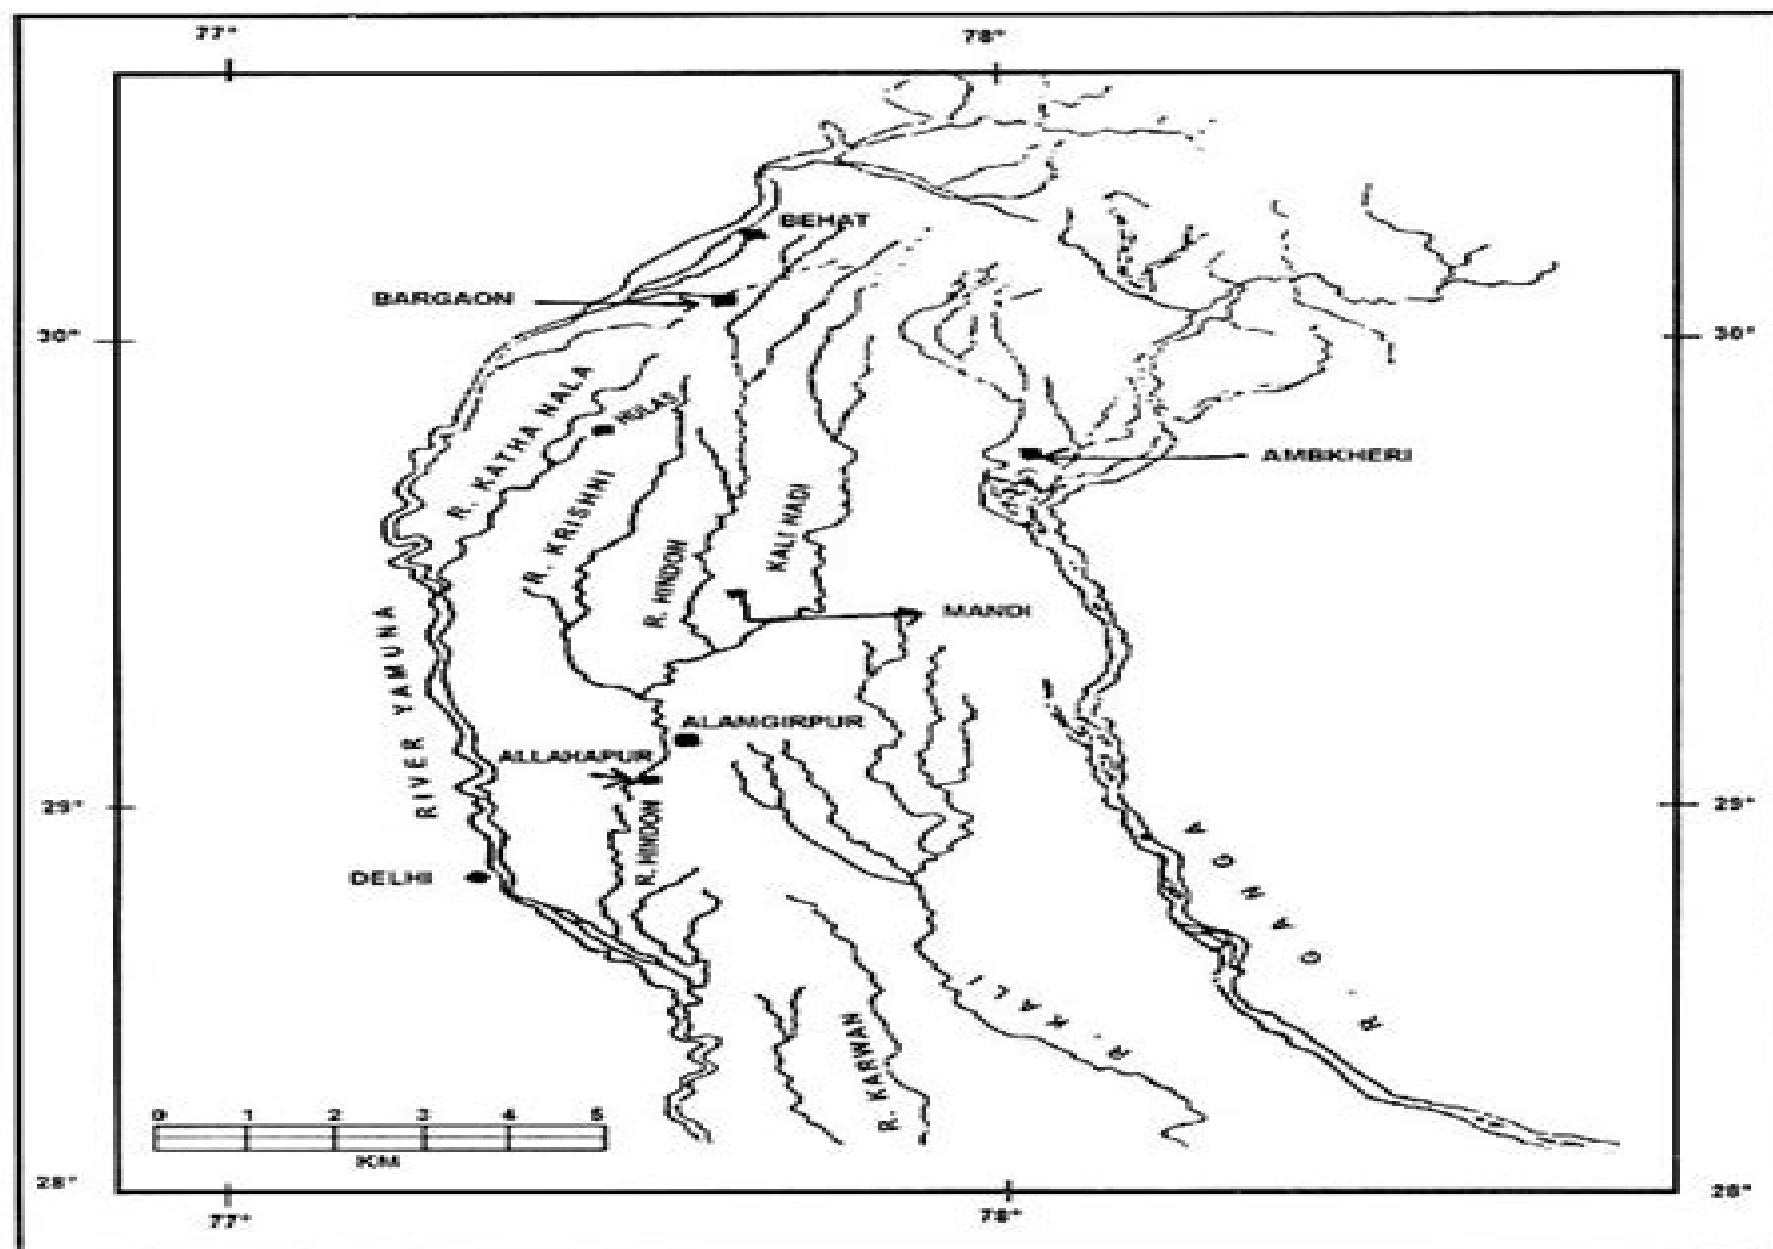 77°
78°
BEHAT
BARGAON
30°
30°
R. KATHA NALA
HULAS
AMBKHERI
R. KRISHNI
R. HINDON
KALI NADI
MANDI
RIVER YAMUNA
ALAMGIRPUR
ALLAHAPUR
29°
29°
R. HINDON
DELHI
R. GANGA
R. KALI
R. KARWAN
0 1 2 3 4 5
KM
28°
28°
77°
78°